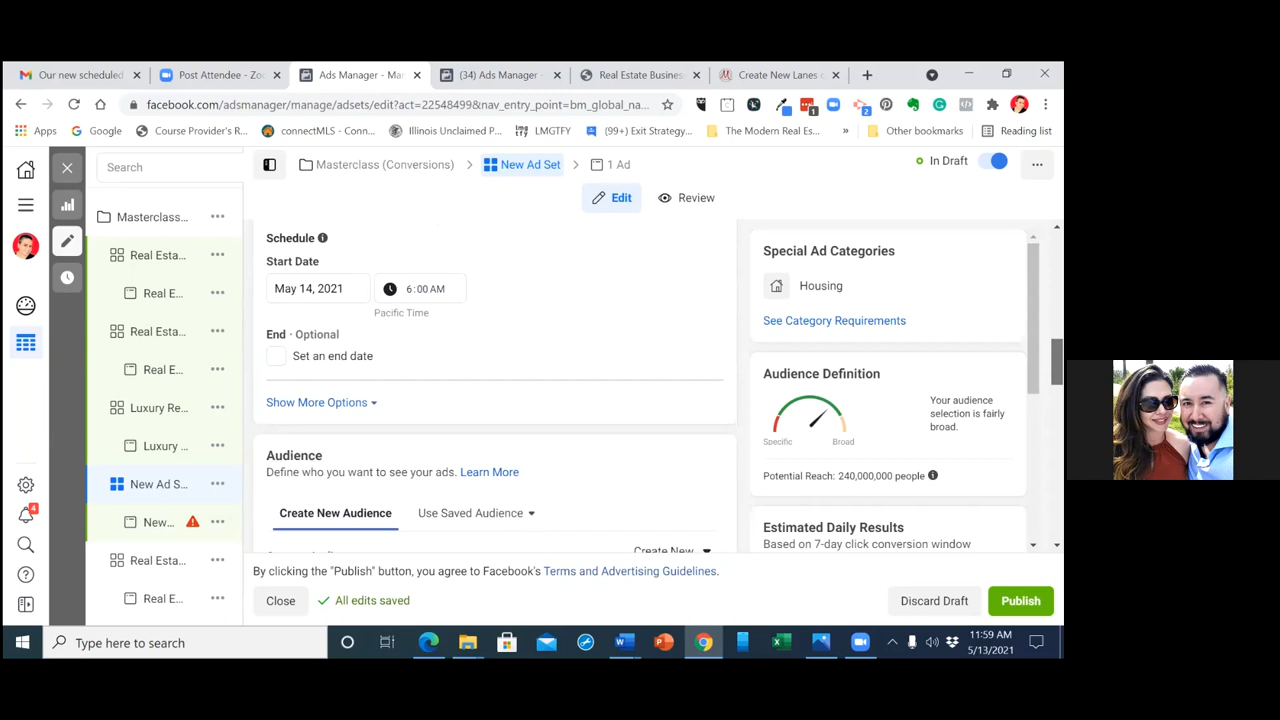 Our new scheduled
Post Attendee - Zo
Ads Manager - Ma
(34) Ads Manager -
Real Estate Busines
Create New Lanes
facebook.com/adsmanager/manage/adsets/edit?act=22548499&nav_entry_point=bm_global_na...
1
2
Apps
Google
Course Provider's R...
connectMLS - Conn...
Illinois Unclaimed P...
LMGTFY
(99+) Exit Strategy...
The Modern Real Es...
»
Other bookmarks
Reading list
Search
Masterclass (Conversions)
New Ad Set
1 Ad
In Draft
Edit
Review
Masterclass...
Real Esta...
Real E...
Real Esta...
Real E...
Luxury Re...
Luxury ...
New Ad S...
New...
Real Esta...
Real E...
4
Schedule
Start Date
May 14, 2021
6:00 AM
Pacific Time
End · Optional
Set an end date
Show More Options
Audience
Define who you want to see your ads. Learn More
Create New Audience
Use Saved Audience
Create New
Special Ad Categories
Housing
See Category Requirements
Audience Definition
Specific
Broad
Your audience
selection is fairly
broad.
Potential Reach: 240,000,000 people
Estimated Daily Results
Based on 7-day click conversion window
By clicking the "Publish" button, you agree to Facebook's Terms and Advertising Guidelines.
Close
All edits saved
Discard Draft
Publish
Type here to search
11:59 AM
5/13/2021